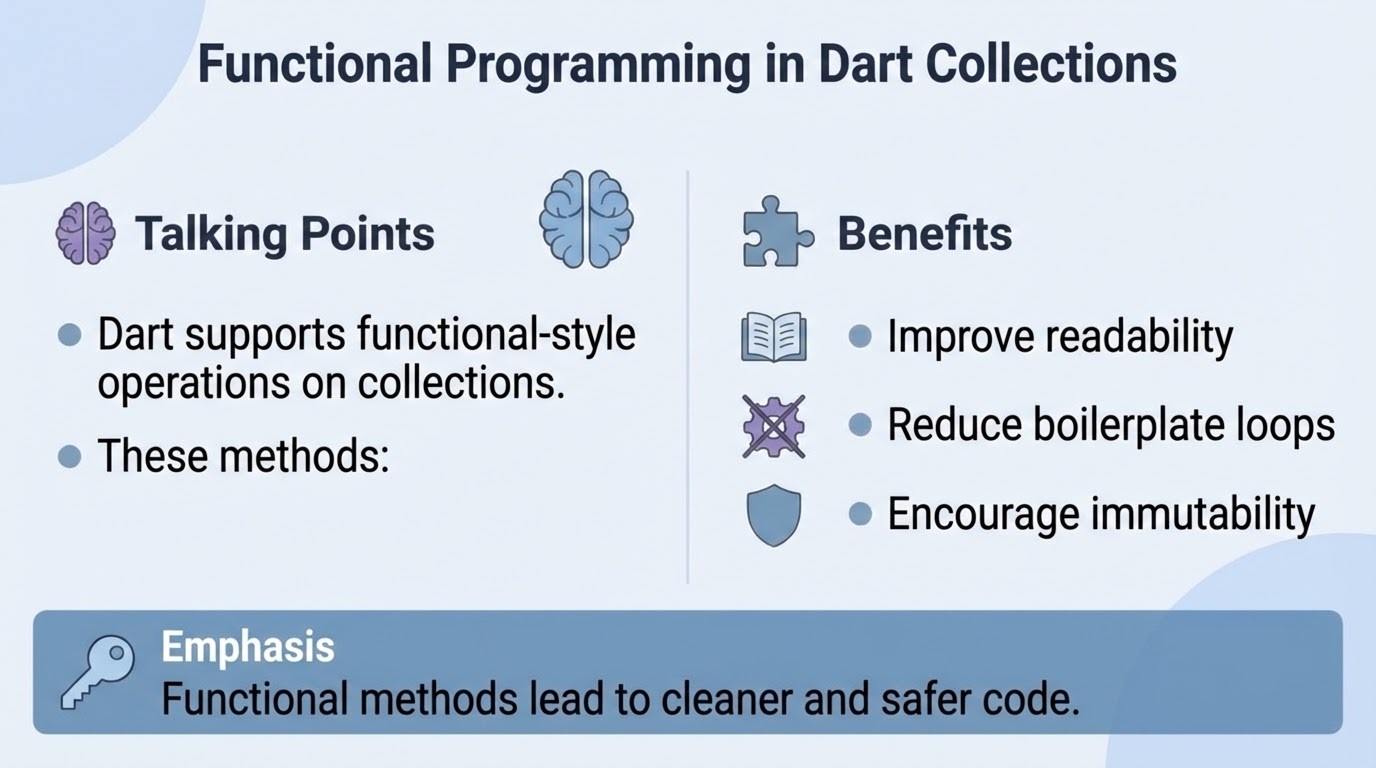 Functional Programming in Dart Collections
Talking Points
Dart supports functional-style
operations on collections.
These methods:
Benefits
Improve readability
Reduce boilerplate loops
Encourage immutability
Emphasis
Functional methods lead to cleaner and safer code.